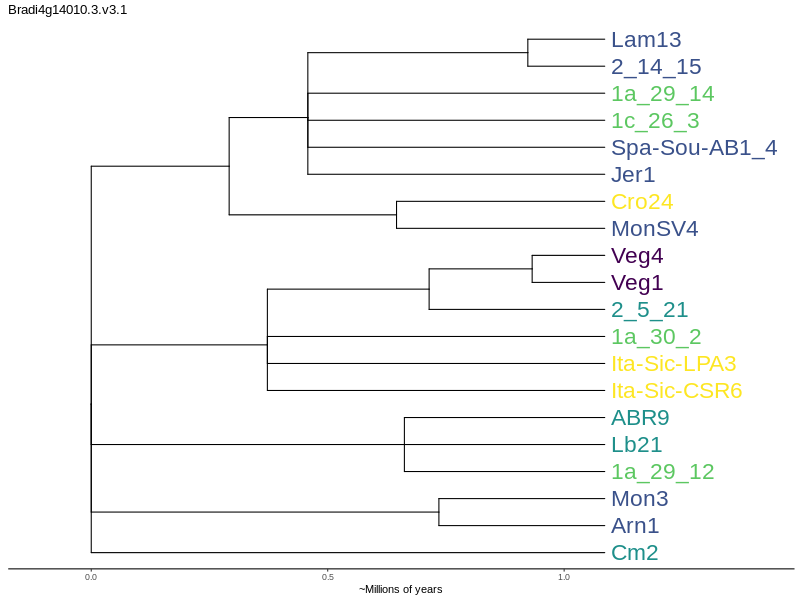 Bradi4g14010.3.v3.1
Lam13
2_14_15
1a_29_14
1c_26_3
Spa-Sou-AB1_4
Jer1
Cro24
MonSV4
Veg4
Veg1
2_5_21
1a_30_2
Ita-Sic-LPA3
Ita-Sic-CSR6
ABR9
Lb21
1a_29_12
Mon3
Arn1
Cm2
0.0 0.5 1.0
~Millions of years